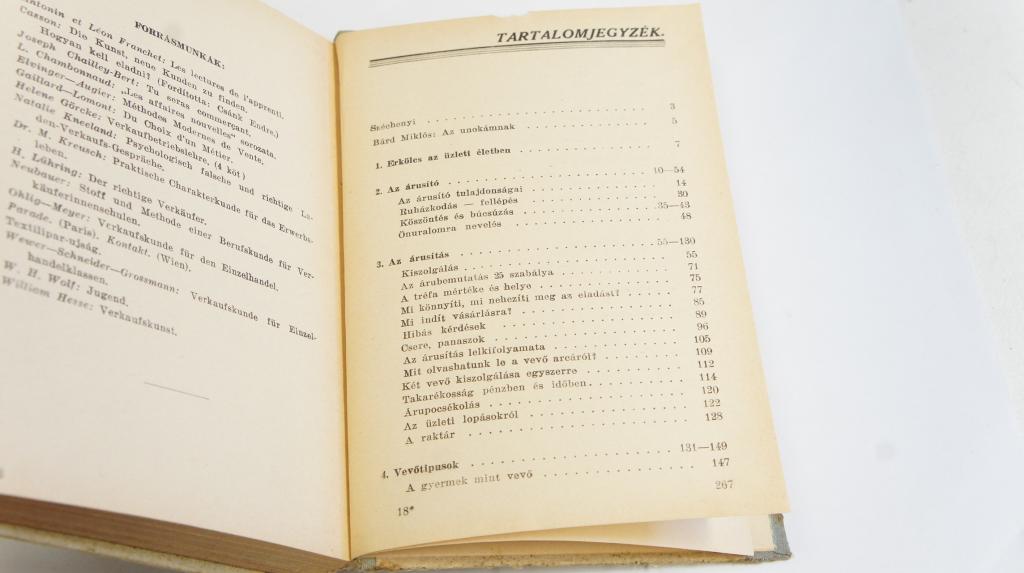 FORRÁSMUNKÁK:
Antonin et Léon Franchet: Les lectures de l'apprenti.
Casson: Die Kunst, neue Kunden zu finden.
Hogyan kell eladni? (Fordította: Csánk Endre.)
Joseph Chailley-Bert: Tu seras commerçant.
L. Chambonnaud: „Les affaires nouvelles" sorozata.
Elvinger—Augier: Méthodes Modernes de Vente.
Gaillard—Lomont: Du Choix d'un Métier.
Helene Görcke: Verkaufbetriebslehre. (4 köt)
Natalie Kneeland: Psychologisch falsche und richtige La-
den-Verkaufs-Gespräche.
Dr. M. Kreusch: Praktische Charakterkunde für das Erwerbs-
leben.
H. Lühring: Der richtige Verkäufer.
Neubauer: Stoff und Methode einer Berufskunde für Ver-
käuferinnenschulen.
Ohlig—Meyer: Verkaufskunde für den Einzelhandel.
Parade. (Paris). Kontakt. (Wien).
Textilipar-ujság.
Wewer—Schneider—Grossmann: Verkaufskunde für Einzel-
handelklassen.
W. H. Wolf: Jugend.
William Hesse: Verkaufskunst.
TARTALOMJEGYZÉK.
Széchenyi . . . 3
Bárd Miklós: Az unokámnak . . . 5
1. Erkölcs az üzleti életben . . . 7
2. Az árusító . . . 10—54
Az árusító tulajdonságai . . . 14
Ruházkodás — fellépés . . . 30
Köszöntés és búcsúzás . . . 35—43
Önuralomra nevelés . . . 48
3. Az árusítás . . . 55—130
Kiszolgálás . . . 55
Az árubemutatás 25 szabálya . . . 71
A tréfa mértéke és helye . . . 75
Mi könnyíti, mi nehezíti meg az eladást? . . . 77
Mi indít vásárlásra? . . . 85
Hibás kérdések . . . 89
Csere, panaszok . . . 96
Az árusítás lelkifolyamata . . . 105
Mit olvashatunk le a vevő arcáról? . . . 109
Két vevő kiszolgálása egyszerre . . . 112
Takarékosság pénzben és időben . . . 114
Árupocsékolás . . . 120
Az üzleti lopásokról . . . 122
A raktár . . . 128
4. Vevőtipusok . . . 131—149
A gyermek mint vevő . . . 147
18* 267